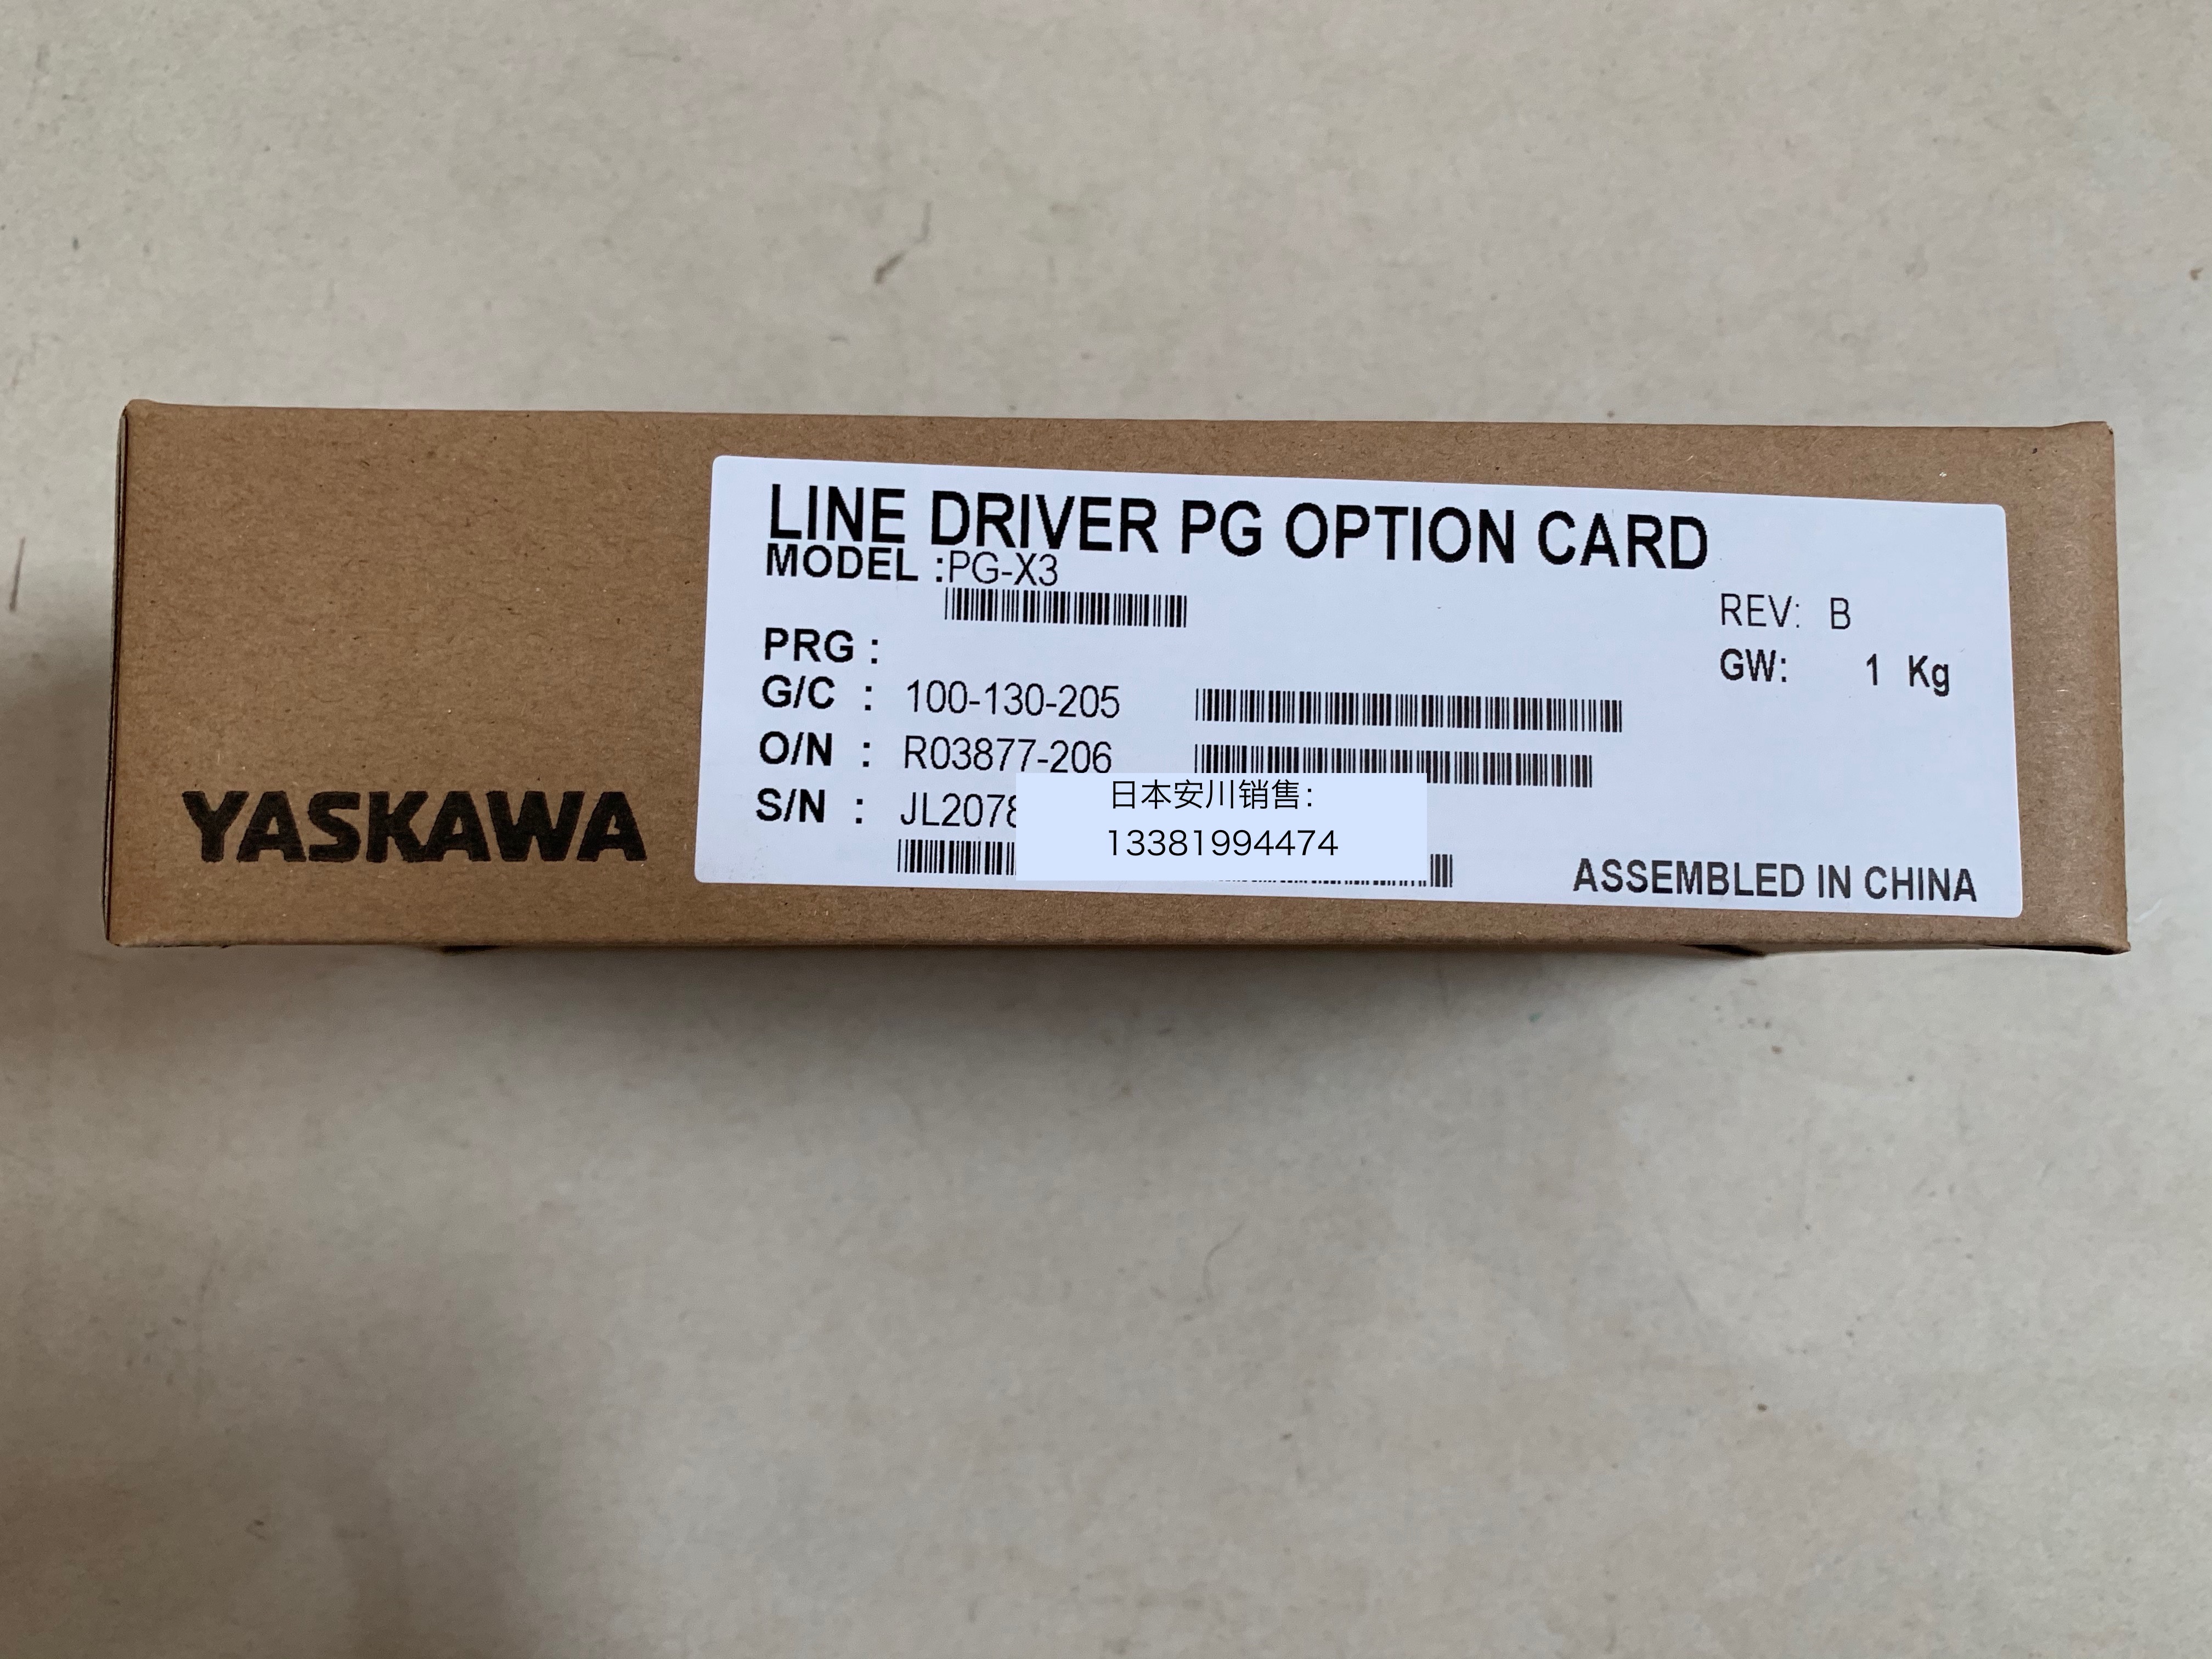 LINE DRIVER PG OPTION CARD
MODEL :PG-X3
REV: B
PRG :
GW: 1 Kg
G/C : 100-130-205
O/N : R03877-206
S/N : JL2078
日本安川销售：
13381994474
YASKAWA
ASSEMBLED IN CHINA